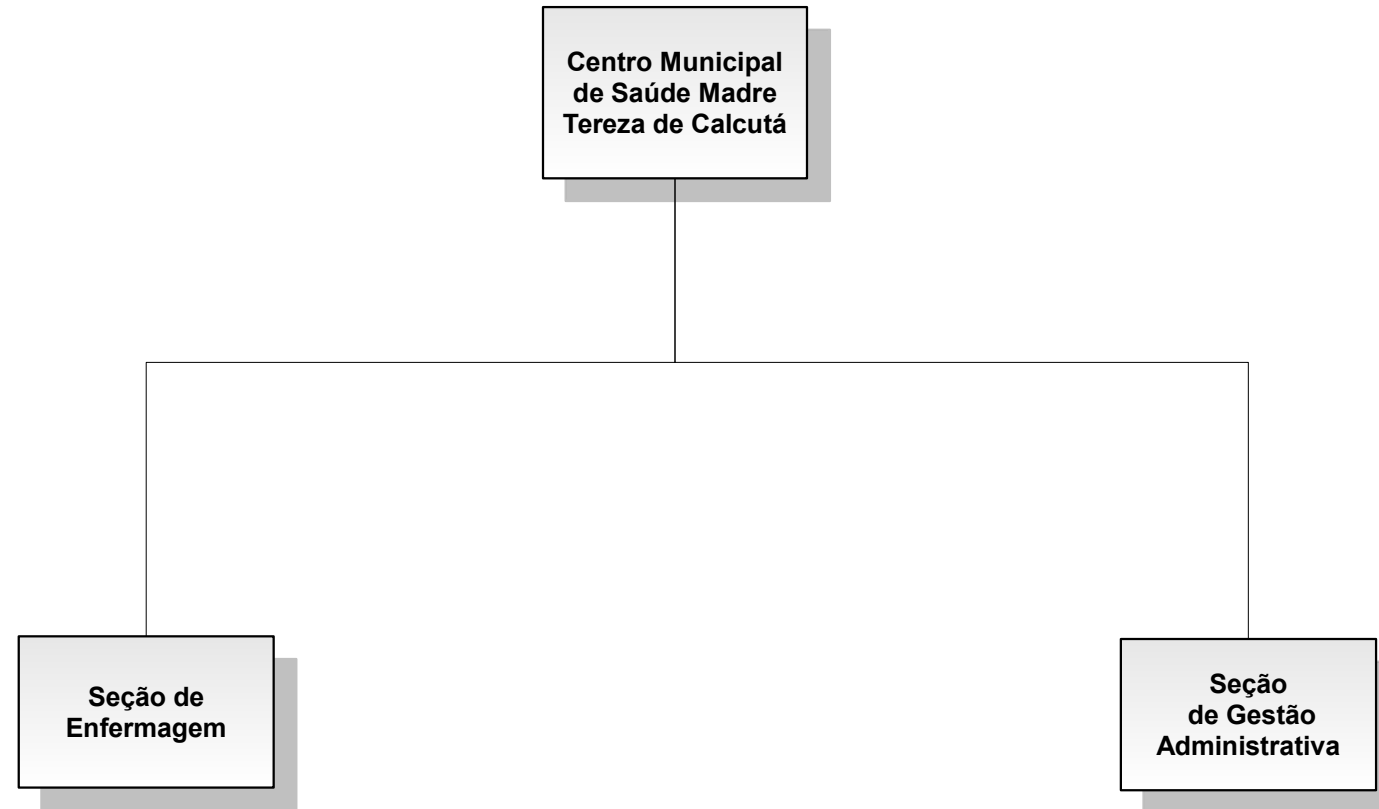 Centro Municipal
de Saúde Madre
Tereza de Calcutá
Seção de
Enfermagem
Seção
de Gestão
Administrativa